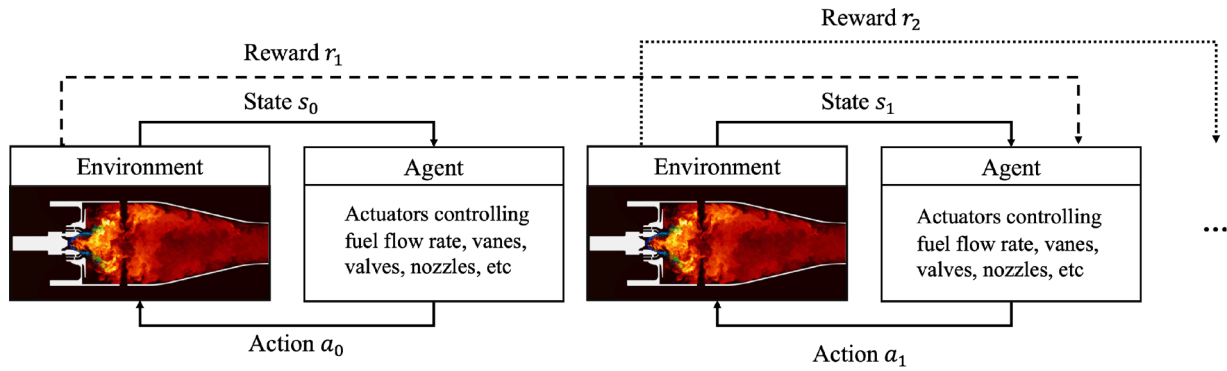 Reward r₂
Reward r₁
State s₀
State s₁
Environment
Agent
Environment
Agent
Actuators controlling
fuel flow rate, vanes,
valves, nozzles, etc
Actuators controlling
fuel flow rate, vanes,
valves, nozzles, etc
...
Action a₀
Action a₁